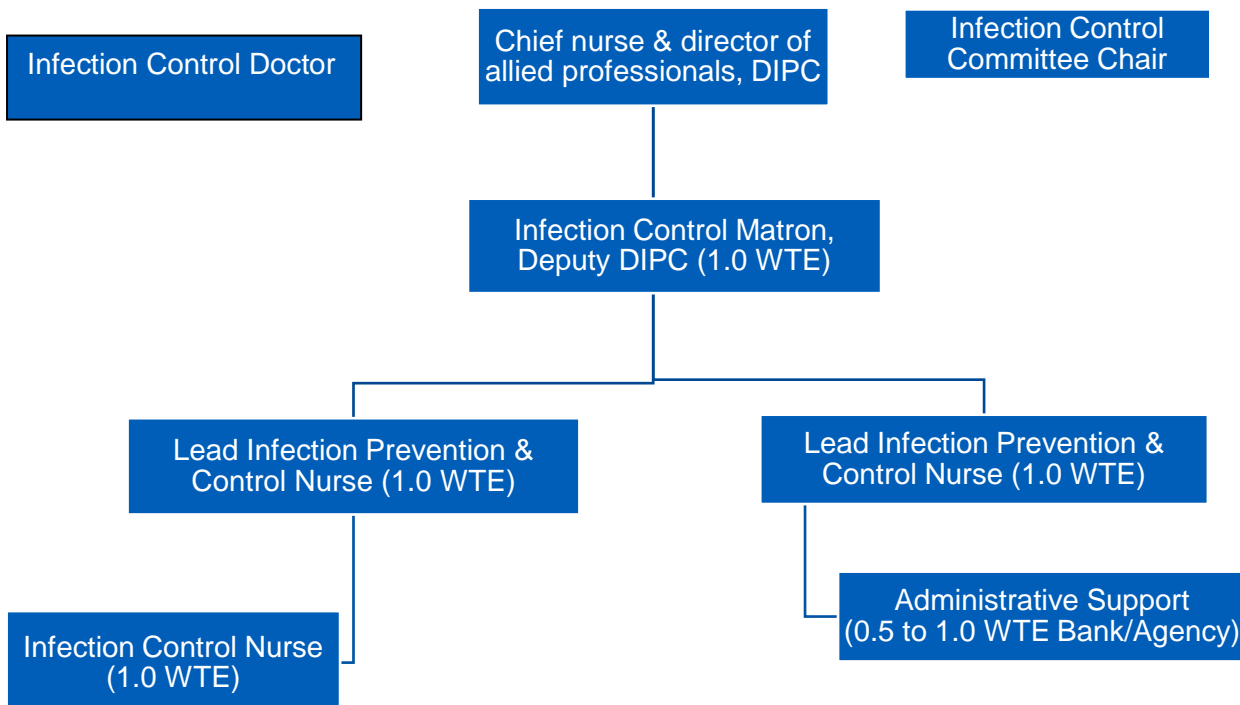 Infection Control Doctor
Chief nurse & director of
allied professionals, DIPC
Infection Control
Committee Chair
Infection Control Matron,
Deputy DIPC (1.0 WTE)
Lead Infection Prevention &
Control Nurse (1.0 WTE)
Lead Infection Prevention &
Control Nurse (1.0 WTE)
Infection Control Nurse
(1.0 WTE)
Administrative Support
(0.5 to 1.0 WTE Bank/Agency)